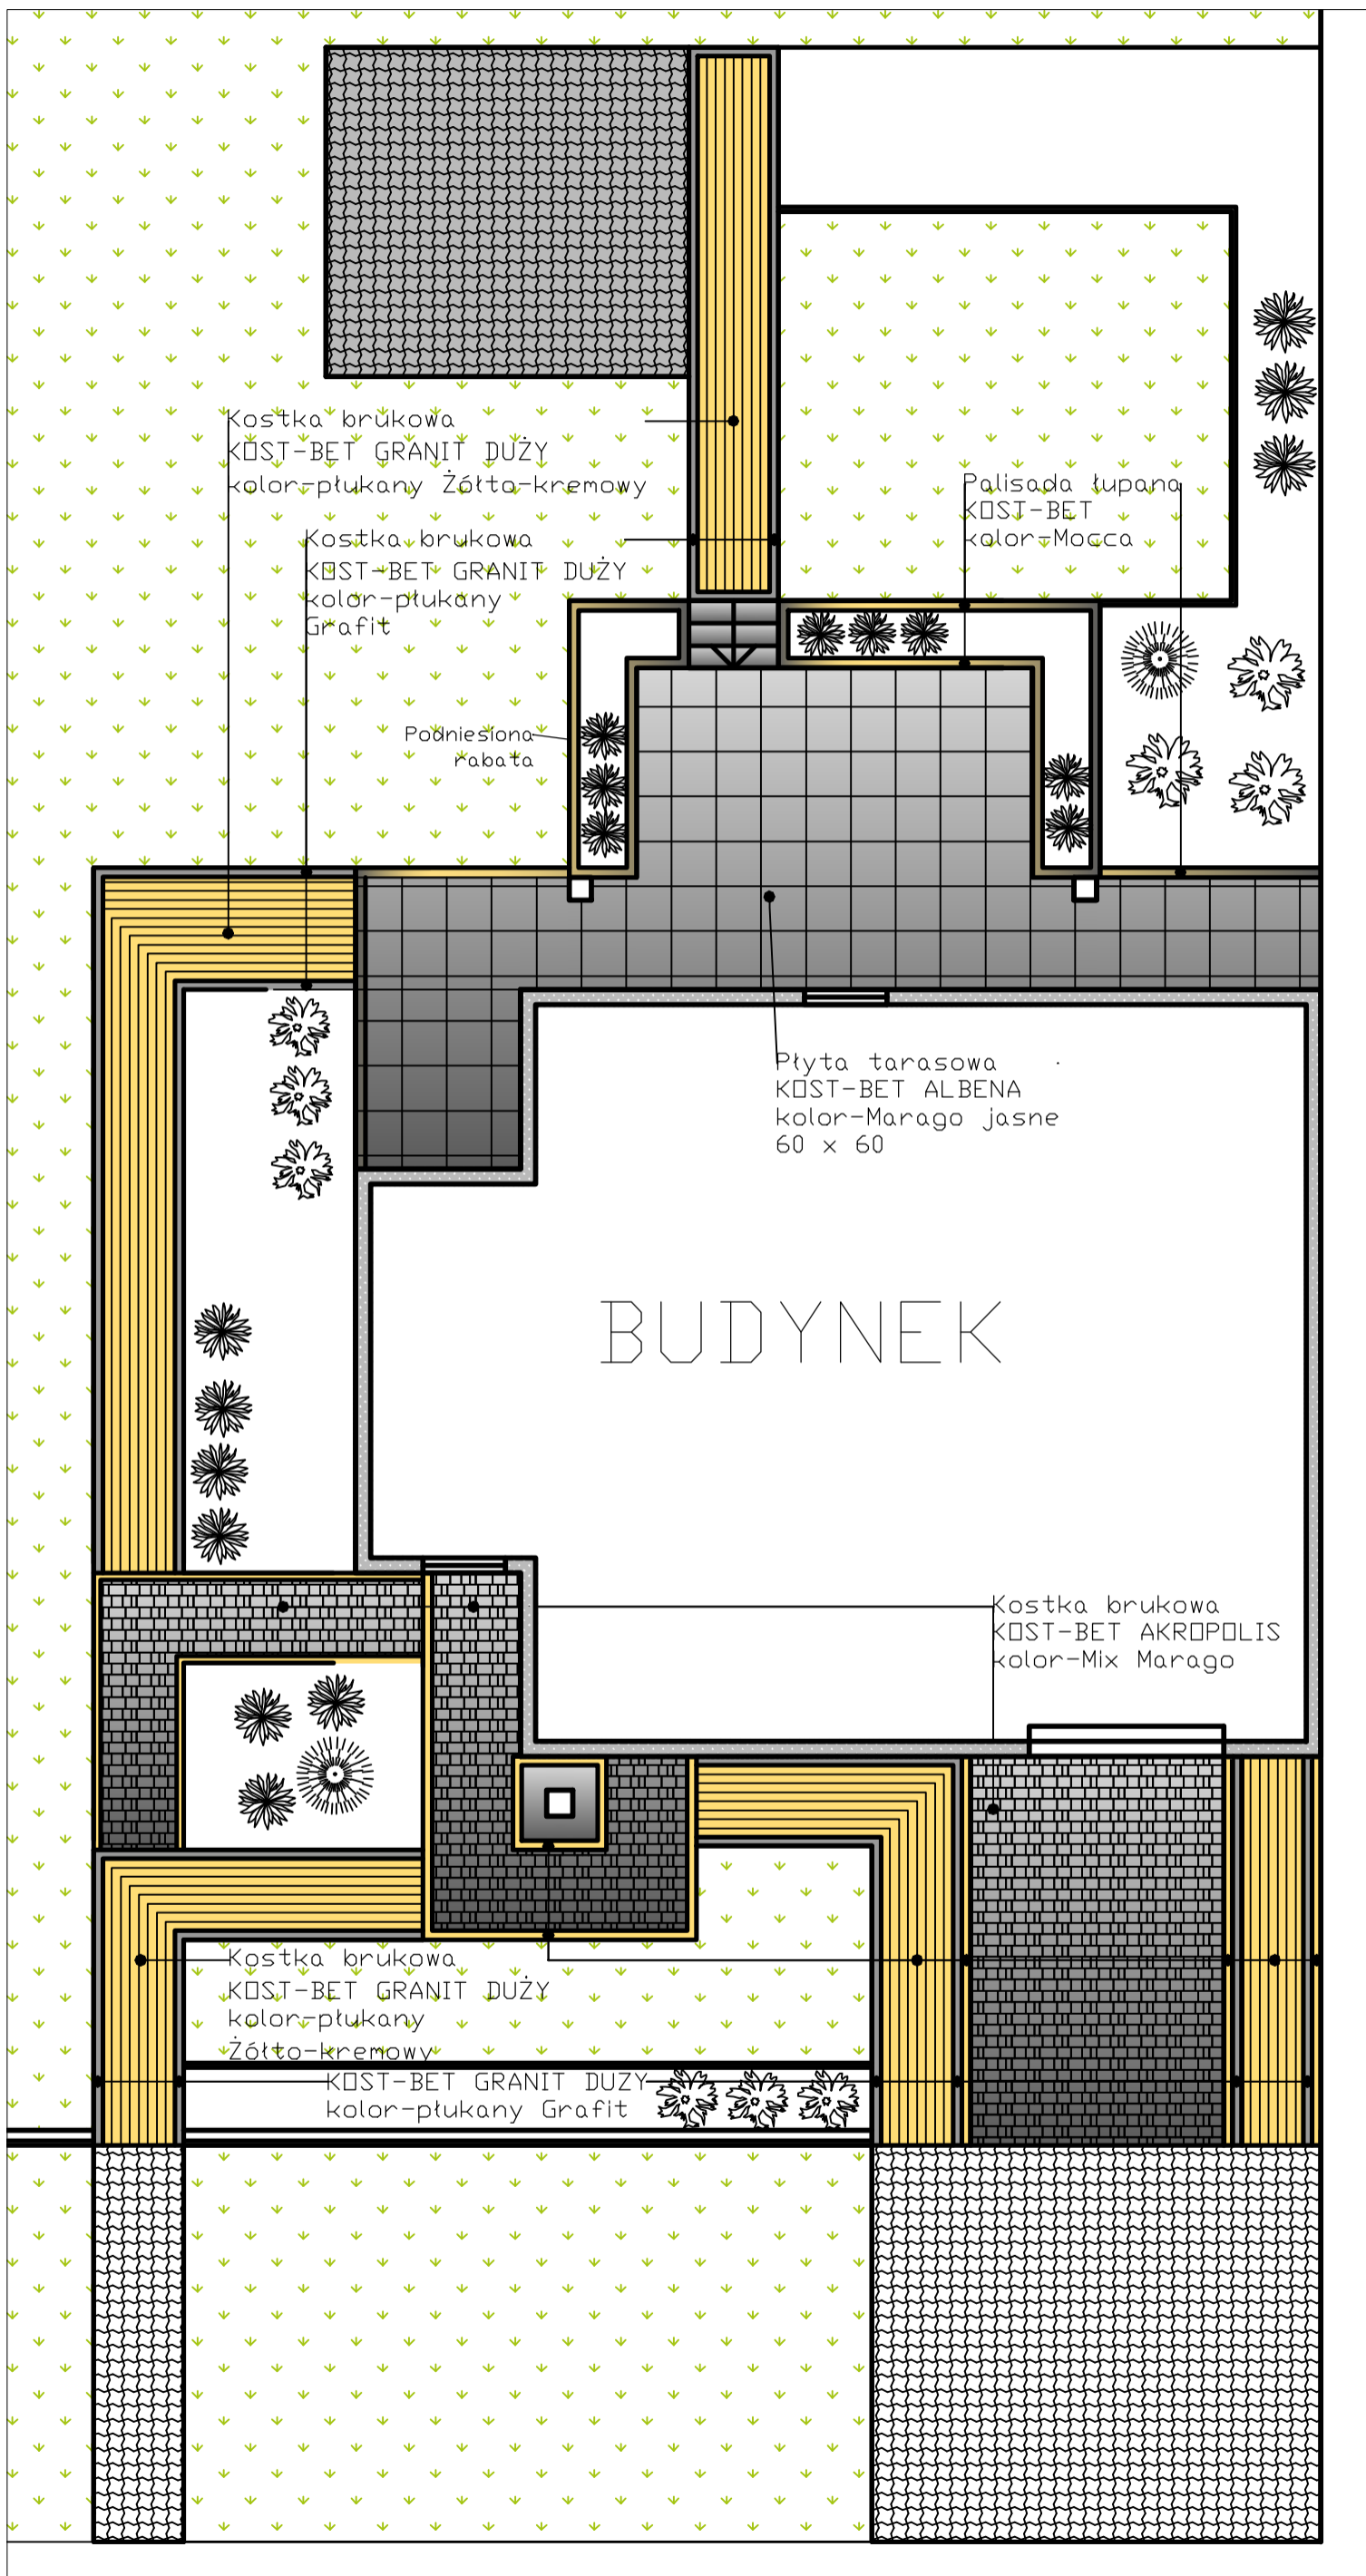 Kostka brukowa
KOST-BET GRANIT DUŻY
kolor-płukany Żółto-kremowy
Palisada łupana
KOST-BET
kolor-Mocca
Kostka brukowa
KOST-BET GRANIT DUŻY
kolor-płukany
Grafit
Podniesiona
rabata
Płyta tarasowa
KOST-BET ALBENA
kolor-Marago jasne
60 x 60
BUDYNEK
Kostka brukowa
KOST-BET AKROPOLIS
kolor-Mix Marago
Kostka brukowa
KOST-BET GRANIT DUŻY
kolor-płukany
Żółto-kremowy
KOST-BET GRANIT DUZY
kolor-płukany Grafit